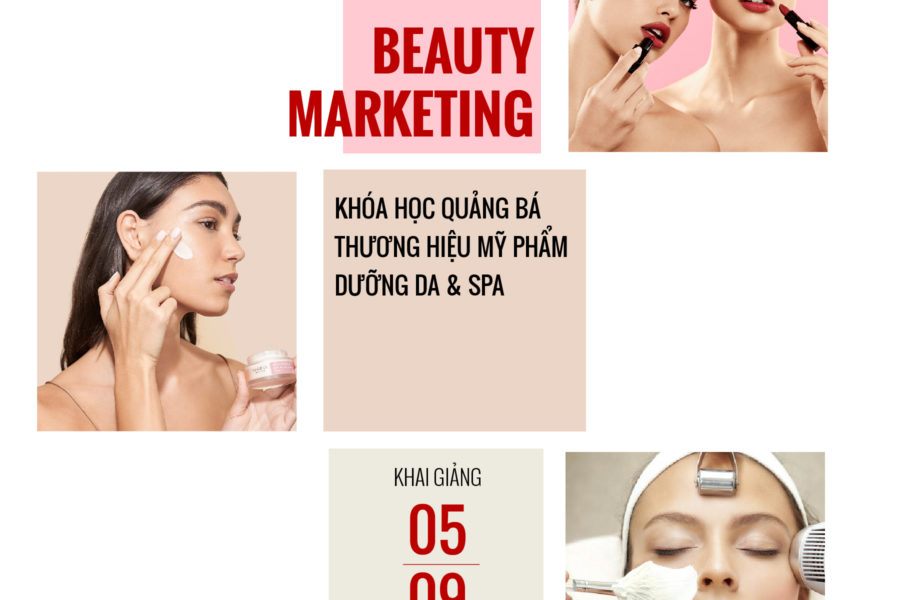 BEAUTY
MARKETING
KHÓA HỌC QUẢNG BÁ
THƯƠNG HIỆU MỸ PHẨM
DƯỠNG DA & SPA
KHAI GIẢNG
05
09